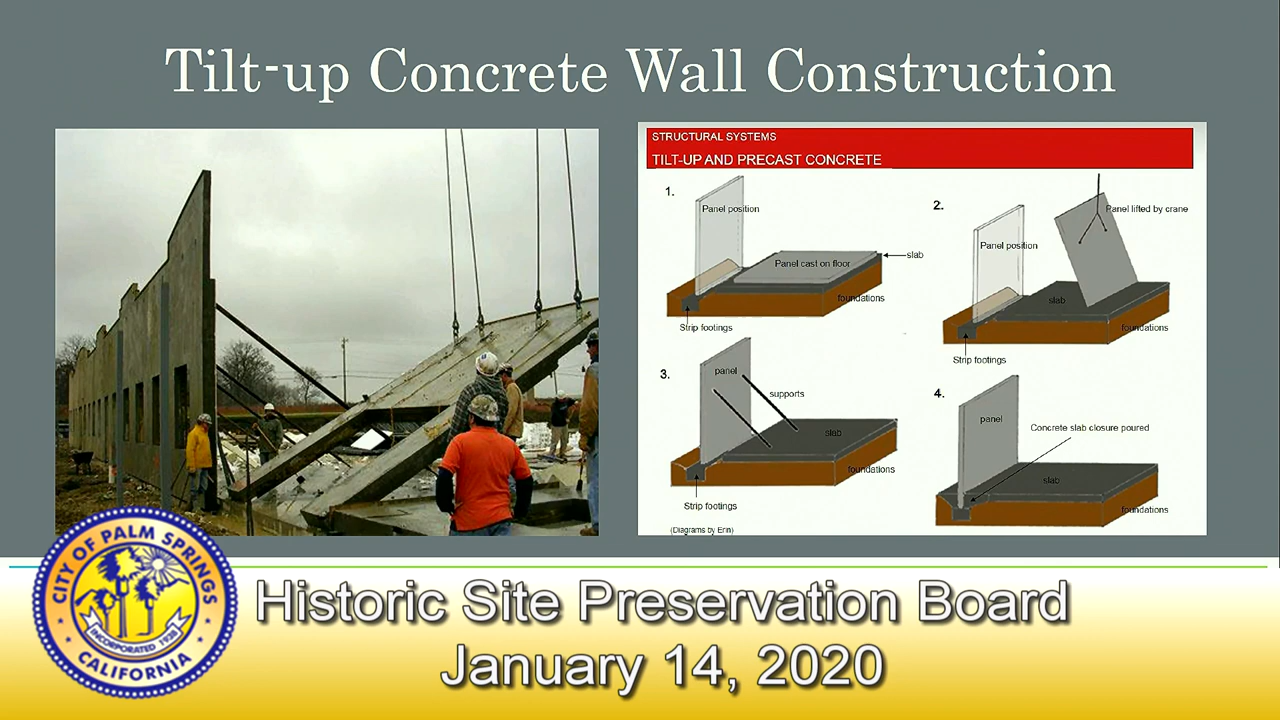 Tilt-up Concrete Wall Construction
STRUCTURAL SYSTEMS
TILT-UP AND PRECAST CONCRETE
1.
Panel position
Panel cast on floor
slab
foundations
Strip footings
2.
Panel lifted by crane
Panel position
slab
foundations
Strip footings
3.
panel
supports
slab
foundations
Strip footings
(Diagrams by Erin)
4.
panel
Concrete slab closure poured
slab
foundations
CITY OF PALM SPRINGS
INCORPORATED 1938
CALIFORNIA
Historic Site Preservation Board
January 14, 2020